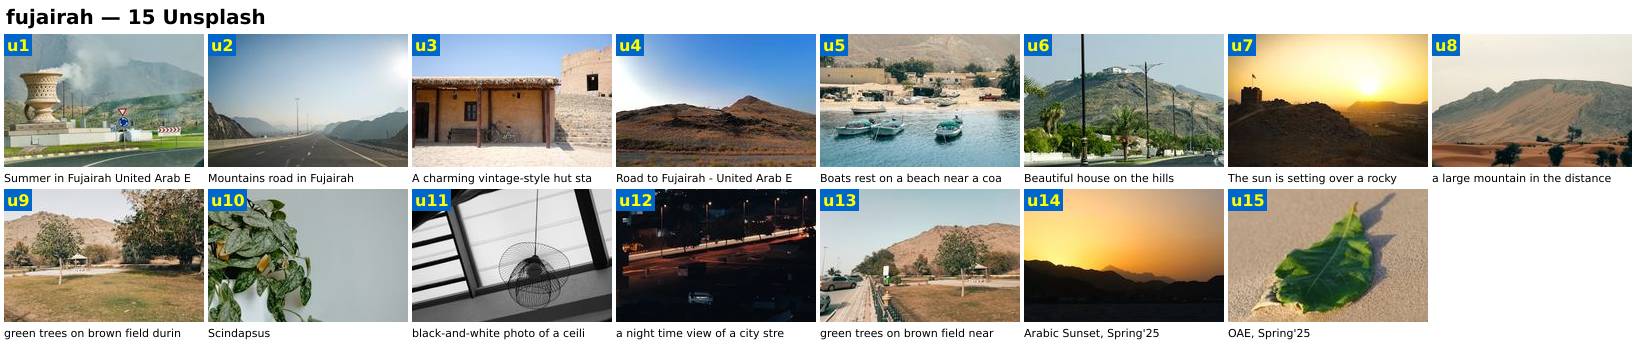 fujairah — 15 Unsplash
u1
u2
u3
u4
u5
u6
u7
u8
Summer in Fujairah United Arab E
Mountains road in Fujairah
A charming vintage-style hut sta
Road to Fujairah - United Arab E
Boats rest on a beach near a coa
Beautiful house on the hills
The sun is setting over a rocky
a large mountain in the distance
u9
u10
u11
u12
u13
u14
u15
green trees on brown field durin
Scindapsus
black-and-white photo of a ceili
a night time view of a city stre
green trees on brown field near
Arabic Sunset, Spring'25
OAE, Spring'25